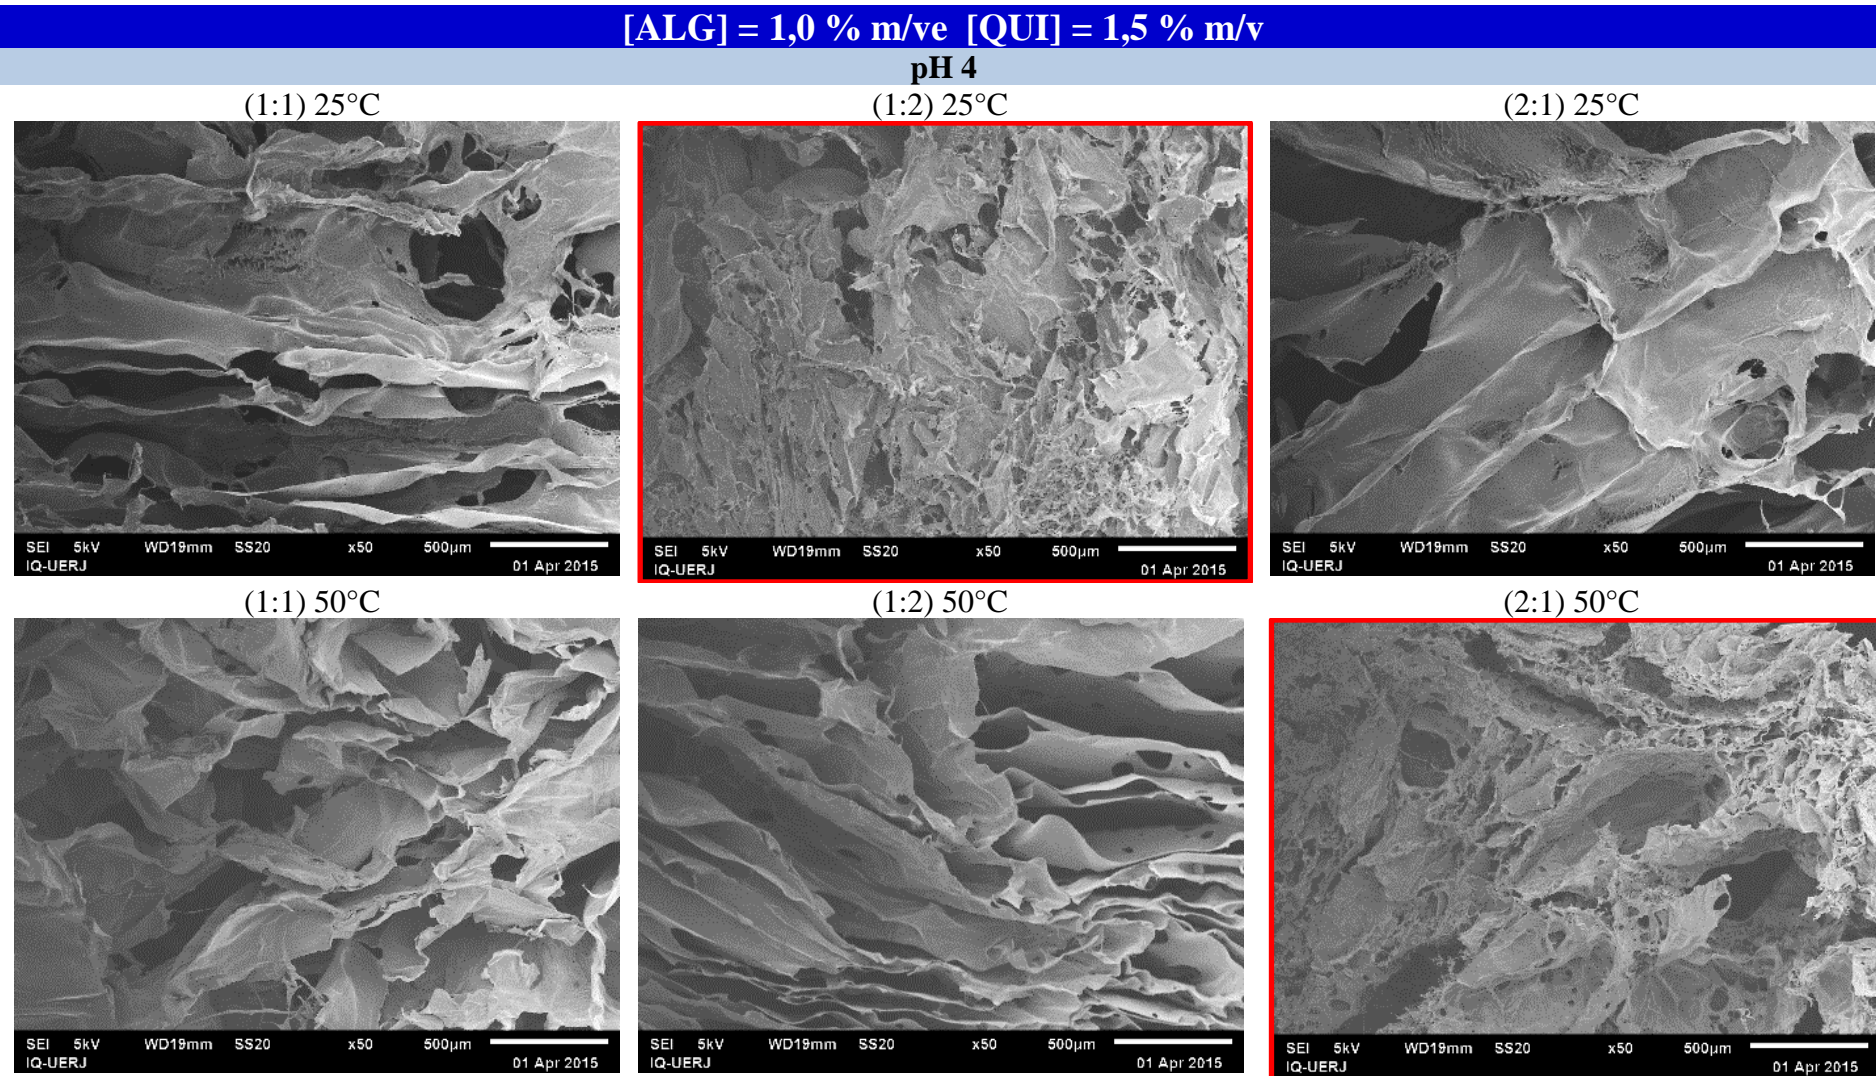 [ALG] = 1,0 % m/ve [QUI] = 1,5 % m/v
pH 4
(1:1) 25°C
(1:2) 25°C
(2:1) 25°C
SEI 5kV WD19mm SS20 x50 500µm
IQ-UERJ 01 Apr 2015
SEI 5kV WD19mm SS20 x50 500µm
IQ-UERJ 01 Apr 2015
SEI 5kV WD19mm SS20 x50 500µm
IQ-UERJ 01 Apr 2015
(1:1) 50°C
(1:2) 50°C
(2:1) 50°C
SEI 5kV WD19mm SS20 x50 500µm
IQ-UERJ 01 Apr 2015
SEI 5kV WD19mm SS20 x50 500µm
IQ-UERJ 01 Apr 2015
SEI 5kV WD19mm SS20 x50 500µm
IQ-UERJ 01 Apr 2015